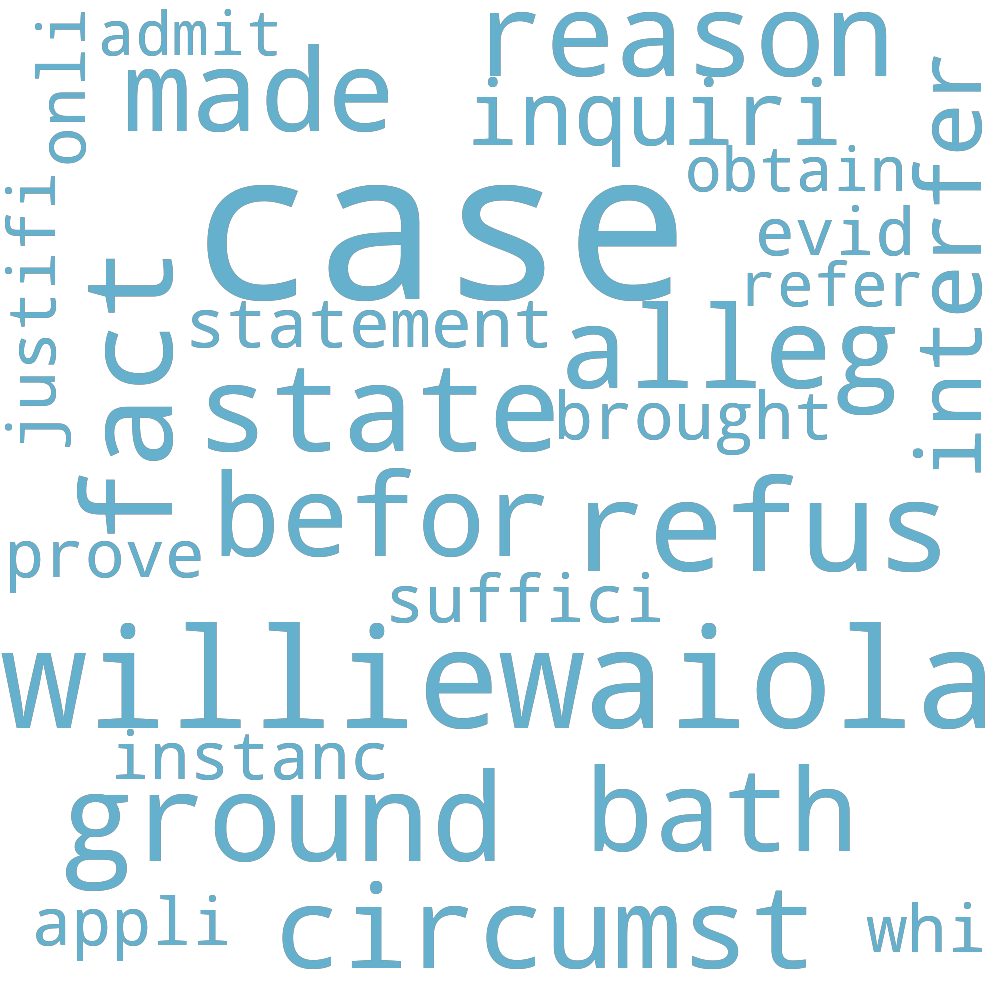 admit
reason
onli
made
inquiri
interfer
obtain
case
justifi
evid
fact
refer
statement
alleg
state
brought
befor
refus
prove
suffici
williewaiola
instanc
ground
bath
appli
circumst
whi